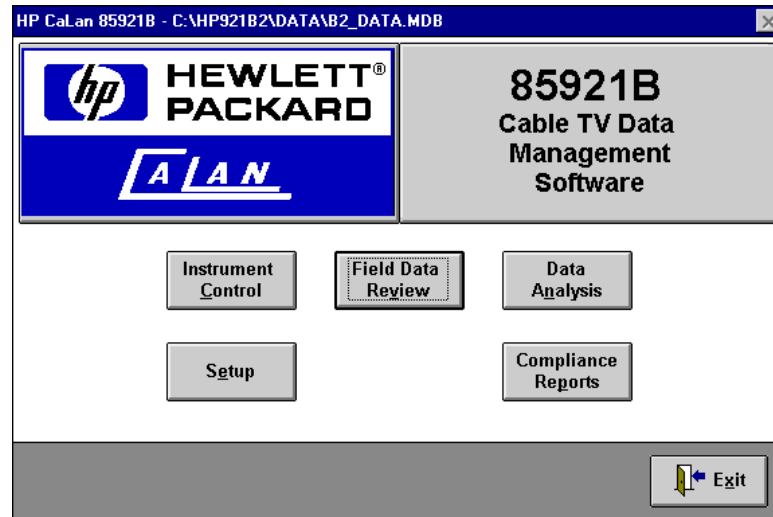 HP CaLan 85921B - C:\HP921B2\DATA\B2_DATA.MDB
hp
HEWLETT®
PACKARD
CALAN
85921B
Cable TV Data
Management
Software
Instrument
Control
Field Data
Review
Data
Analysis
Setup
Compliance
Reports
Exit